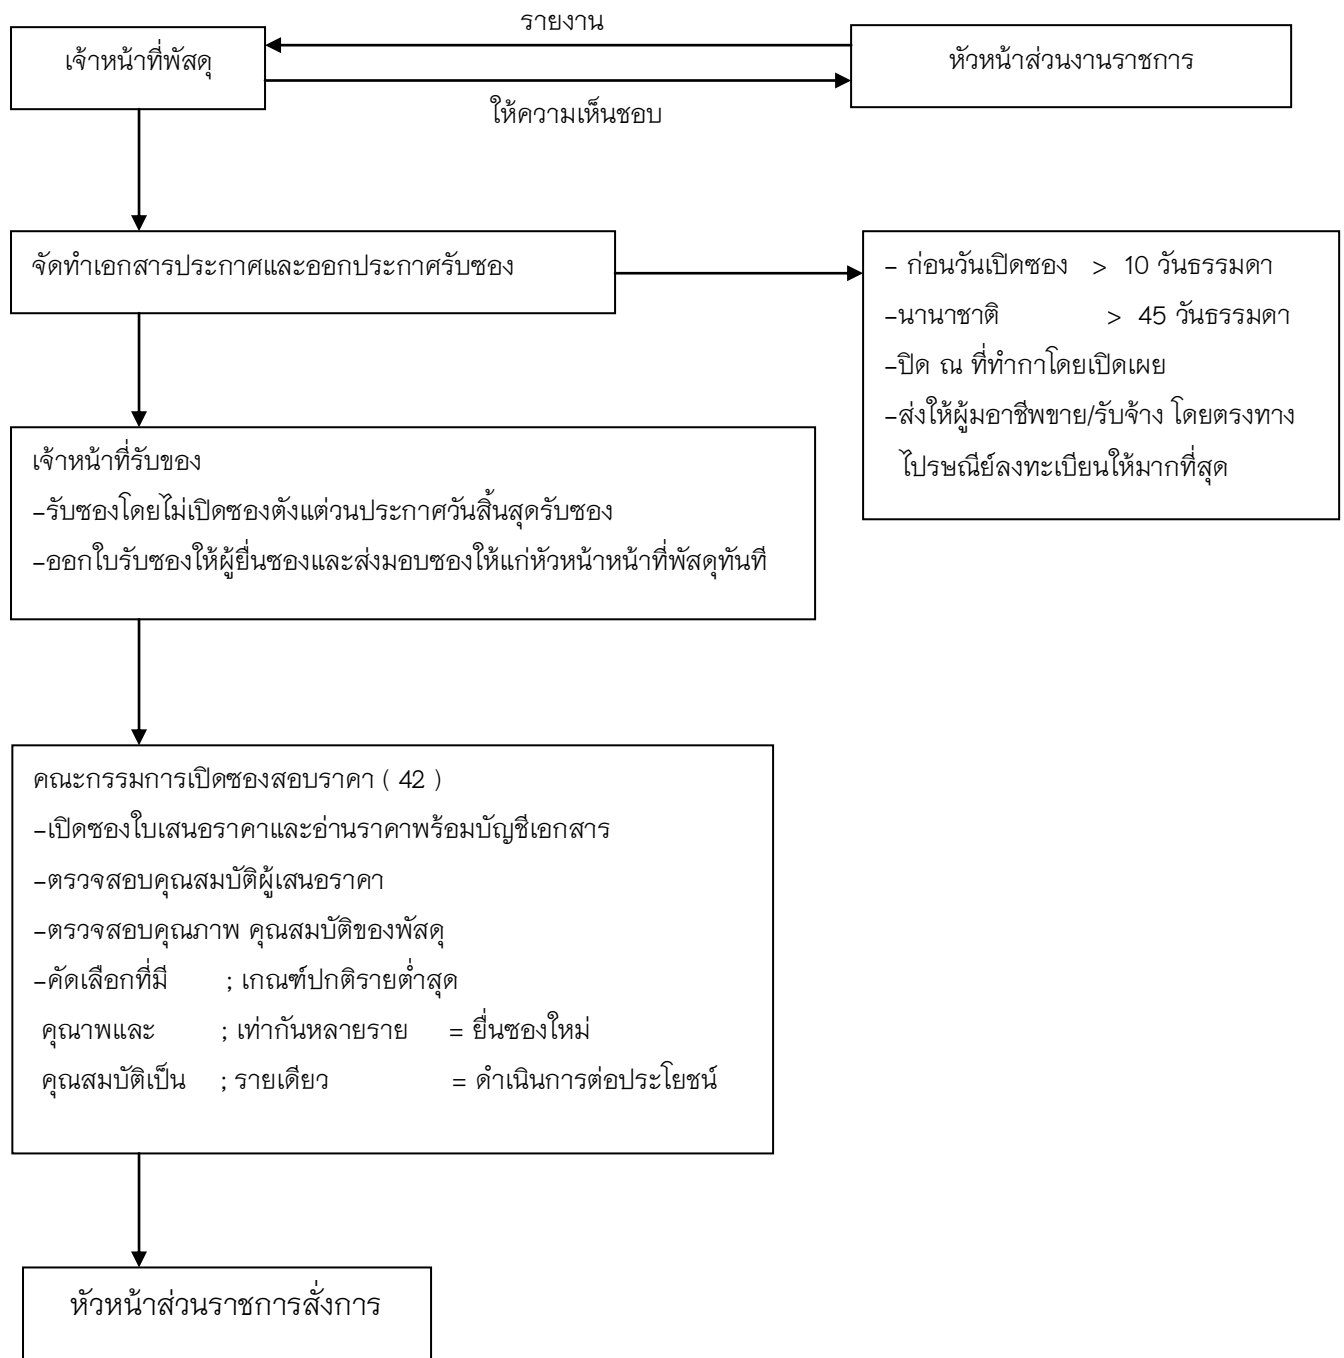 รายงาน
เจ้าหน้าที่พัสดุ
หัวหน้าส่วนงานราชการ
ให้ความเห็นชอบ
จัดทำเอกสารประกาศและออกประกาศรับซอง
– ก่อนวันเปิดซอง > 10 วันธรรมดา
–นานาชาติ > 45 วันธรรมดา
–ปิด ณ ที่ทำกาโดยเปิดเผย
–ส่งให้ผู้มอาชีพขาย/รับจ้าง โดยตรงทาง
ไปรษณีย์ลงทะเบียนให้มากที่สุด
เจ้าหน้าที่รับของ
–รับซองโดยไม่เปิดซองตังแต่วนประกาศวันสิ้นสุดรับซอง
–ออกใบรับซองให้ผู้ยื่นซองและส่งมอบซองให้แก่หัวหน้าหน้าที่พัสดุทันที
คณะกรรมการเปิดซองสอบราคา ( 42 )
–เปิดซองใบเสนอราคาและอ่านราคาพร้อมบัญชีเอกสาร
–ตรวจสอบคุณสมบัติผู้เสนอราคา
–ตรวจสอบคุณภาพ คุณสมบัติของพัสดุ
–คัดเลือกที่มี ; เกณฑ์ปกติรายต่ำสุด
คุณาพและ ; เท่ากันหลายราย = ยื่นซองใหม่
คุณสมบัติเป็น ; รายเดียว = ดำเนินการต่อประโยชน์
หัวหน้าส่วนราชการสั่งการ